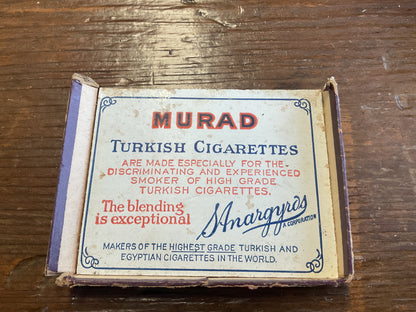 MURAD
TURKISH CIGARETTES
ARE MADE ESPECIALLY FOR THE
DISCRIMINATING AND EXPERIENCED
SMOKER OF HIGH GRADE
TURKISH CIGARETTES.
The blending
is exceptional
S. Anargyros
A CORPORATION
MAKERS OF THE HIGHEST GRADE TURKISH AND
EGYPTIAN CIGARETTES IN THE WORLD.